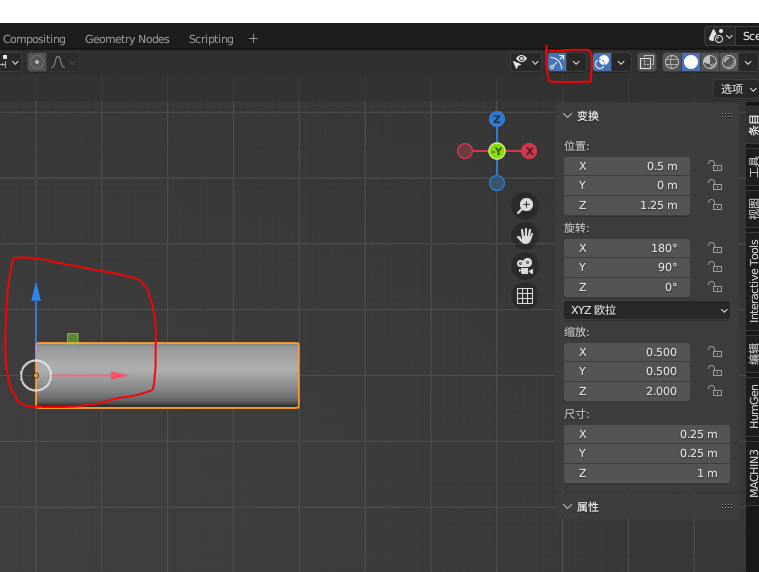 Compositing Geometry Nodes Scripting +
Sce
选项
Z
-Y
X
变换
位置:
X 0.5 m
Y 0 m
Z 1.25 m
旋转:
X 180°
Y 90°
Z 0°
XYZ 欧拉
缩放:
X 0.500
Y 0.500
Z 2.000
尺寸:
X 0.25 m
Y 0.25 m
Z 1 m
属性
条目
工具
视图
Interactive Tools
编辑
HumGen
MACHIN3